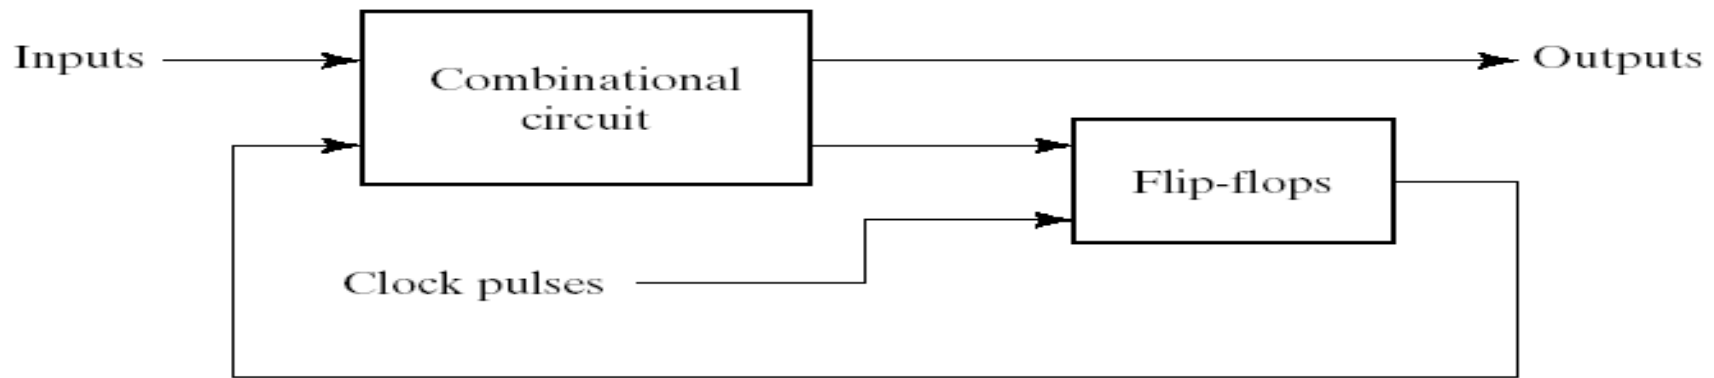 Inputs
Combinational
circuit
Outputs
Flip-flops
Clock pulses